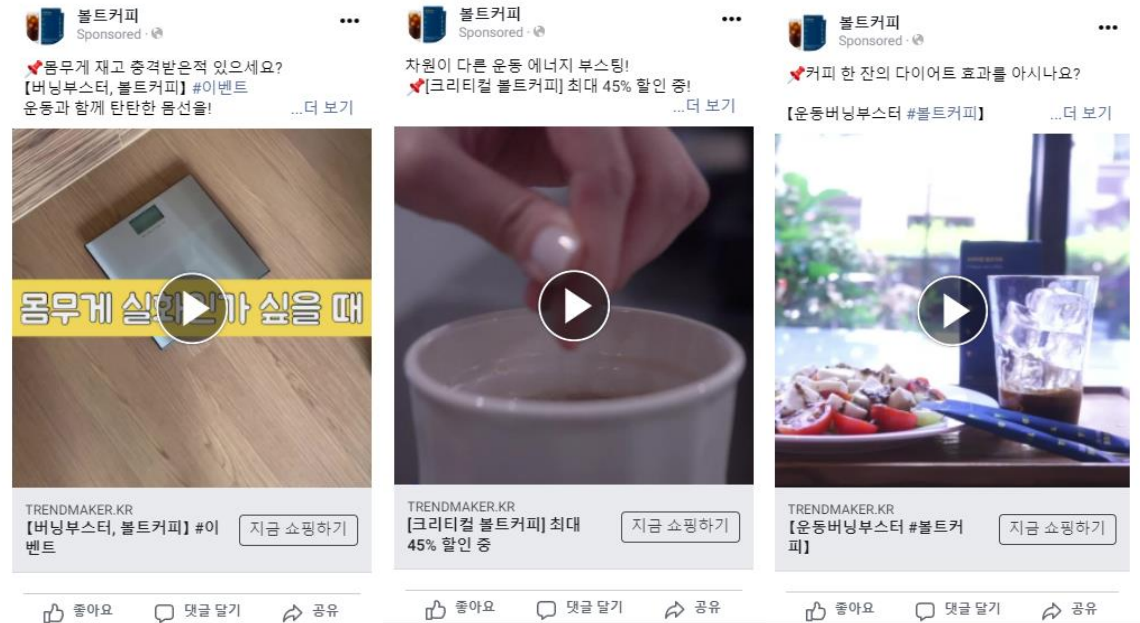 볼트커피
Sponsored ·
📌몸무게 재고 충격받은적 있으세요?
【버닝부스터, 볼트커피】 #이벤트
운동과 함께 탄탄한 몸선을!
...더 보기
몸무게 실화인가 싶을 때
TRENDMAKER.KR
【버닝부스터, 볼트커피】 #이
벤트
지금 쇼핑하기
좋아요
댓글 달기
공유
볼트커피
Sponsored ·
차원이 다른 운동 에너지 부스팅!
📌[크리티컬 볼트커피] 최대 45% 할인 중!
...더 보기
TRENDMAKER.KR
[크리티컬 볼트커피] 최대
45% 할인 중
지금 쇼핑하기
좋아요
댓글 달기
공유
볼트커피
Sponsored ·
📌커피 한 잔의 다이어트 효과를 아시나요?
【운동버닝부스터 #볼트커피】
...더 보기
TRENDMAKER.KR
【운동버닝부스터 #볼트커
피】
지금 쇼핑하기
좋아요
댓글 달기
공유